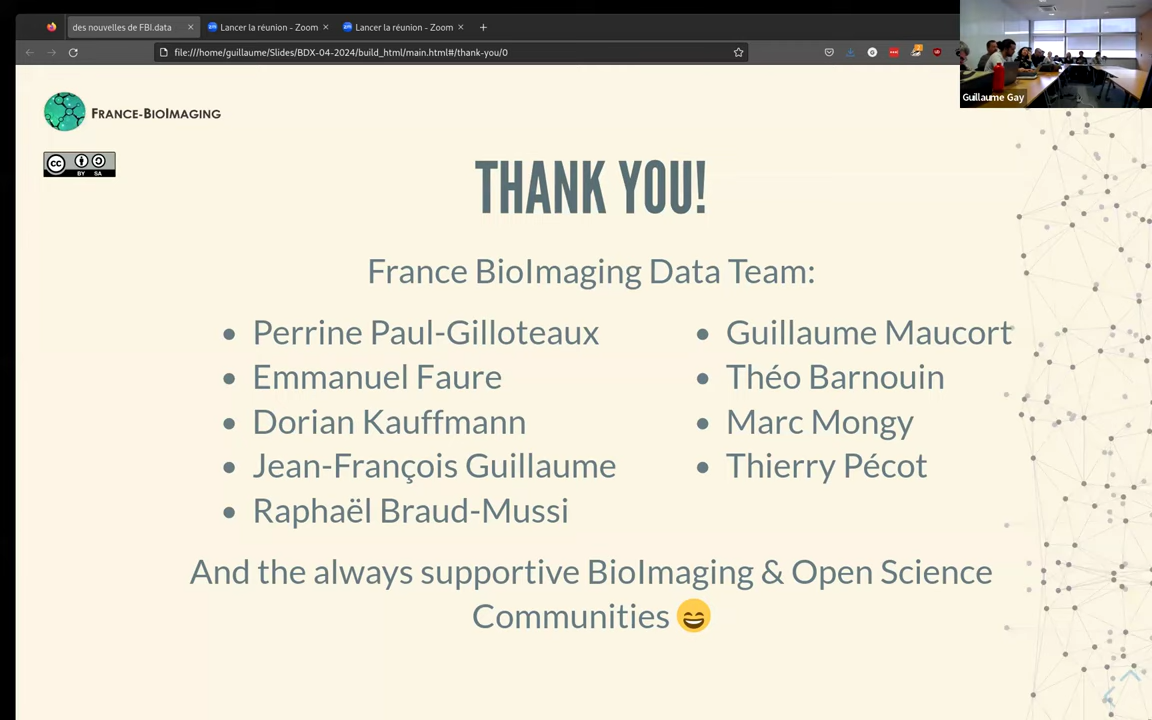 des nouvelles de FBI.data
Lancer la réunion - Zoom
Lancer la réunion - Zoom
file:///home/guillaume/Slides/BDX-04-2024/build_html/main.html#/thank-you/0
Guillaume Gay
FRANCE-BIOIMAGING
CC BY SA
THANK YOU!
France BioImaging Data Team:
Perrine Paul-Gilloteaux
Emmanuel Faure
Dorian Kauffmann
Jean-François Guillaume
Raphaël Braud-Mussi
Guillaume Maucort
Théo Barnouin
Marc Mongy
Thierry Pécot
And the always supportive BioImaging & Open Science
Communities 😄